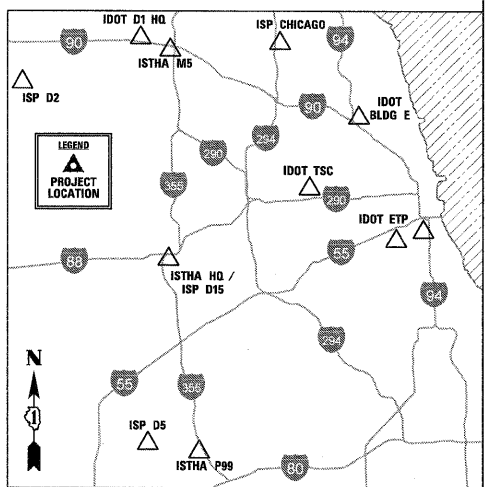 IDOT D1 HQ
ISP CHICAGO
94
90
ISTHA M5
ISP D2
90
IDOT
BLDG E
LEGEND
PROJECT
LOCATION
294
290
355
IDOT TSC
290
IDOT ETP
55
88
ISTHA HQ /
ISP D15
94
294
N
1
55
355
ISP D5
ISTHA P99
80